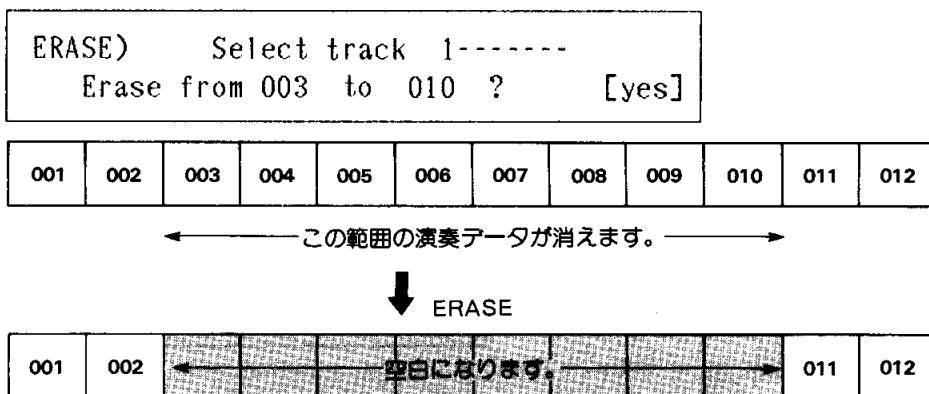 ERASE) Select track 1-------
Erase from 003 to 010 ? [yes]
001 002 003 004 005 006 007 008 009 010 011 012
この範囲の演奏データが消えます。
ERASE
001 002 空白になります。 011 012